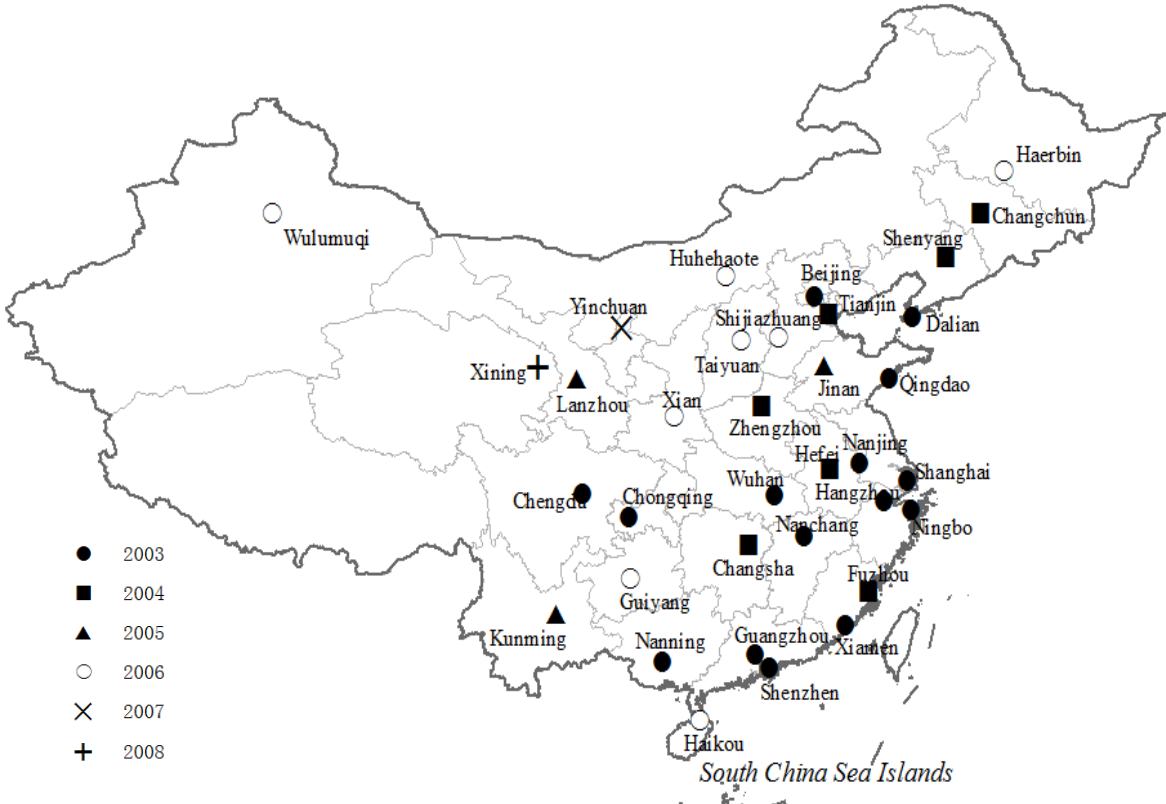 Haerbin
Changchun
Wulumuqi
Shenyang
Huhehaote
Beijing
Yinchuan
Tianjin
Shijiazhuang
Dalian
Taiyuan
Xining
Jinan
Qingdao
Lanzhou
Xian
Zhengzhou
Nanjing
Hefei
Shanghai
Wuhan
Hangzhou
Chengdu
Chongqing
Nanchang
Ningbo
2003
Changsha
Fuzhou
2004
Guiyang
2005
Kunming
Nanning
Guangzhou
Xiamen
2006
Shenzhen
2007
Haikou
2008
South China Sea Islands